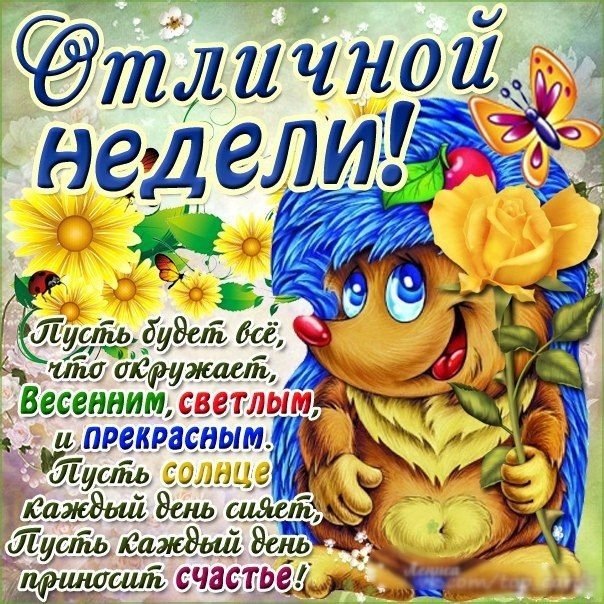 Отличной
недели!
Пусть будет всё,
что окружает,
Весенним, светлым,
и прекрасным.
Пусть солнце
каждый день сияет,
Пусть каждый день
приносит счастье!